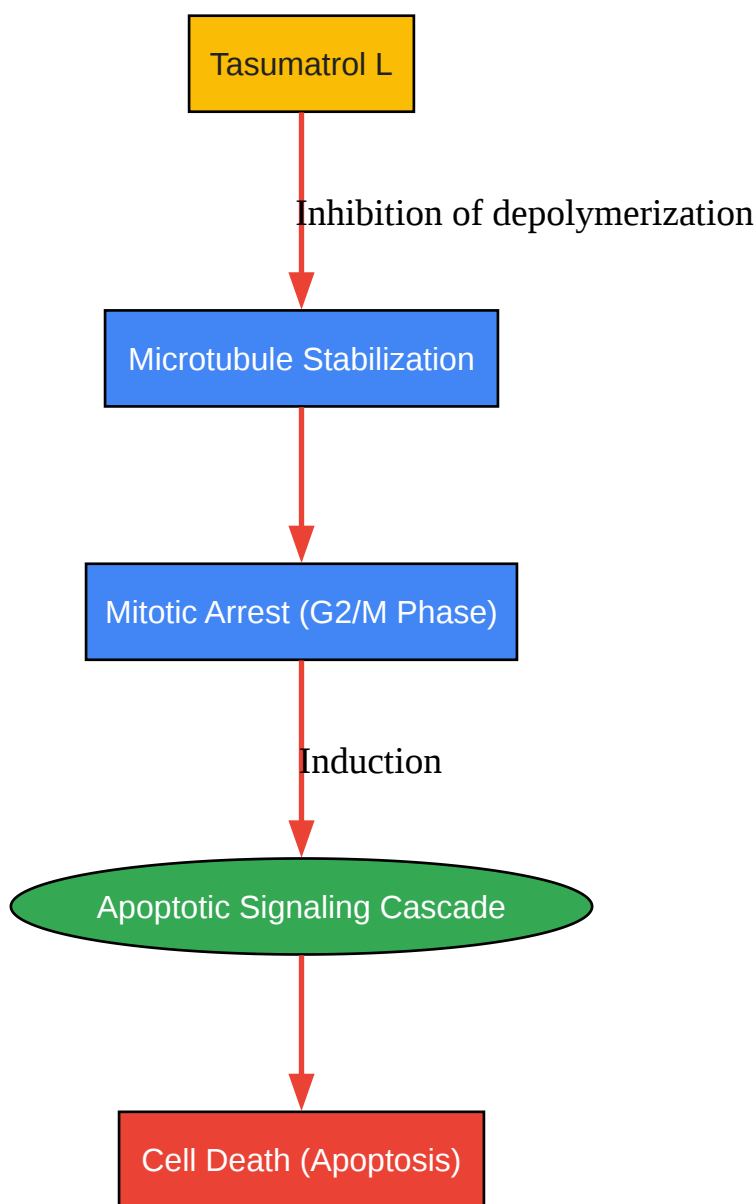 Tasumatrol L
Inhibition of depolymerization
Microtubule Stabilization
Mitotic Arrest (G2/M Phase)
Induction
Apoptotic Signaling Cascade
Cell Death (Apoptosis)